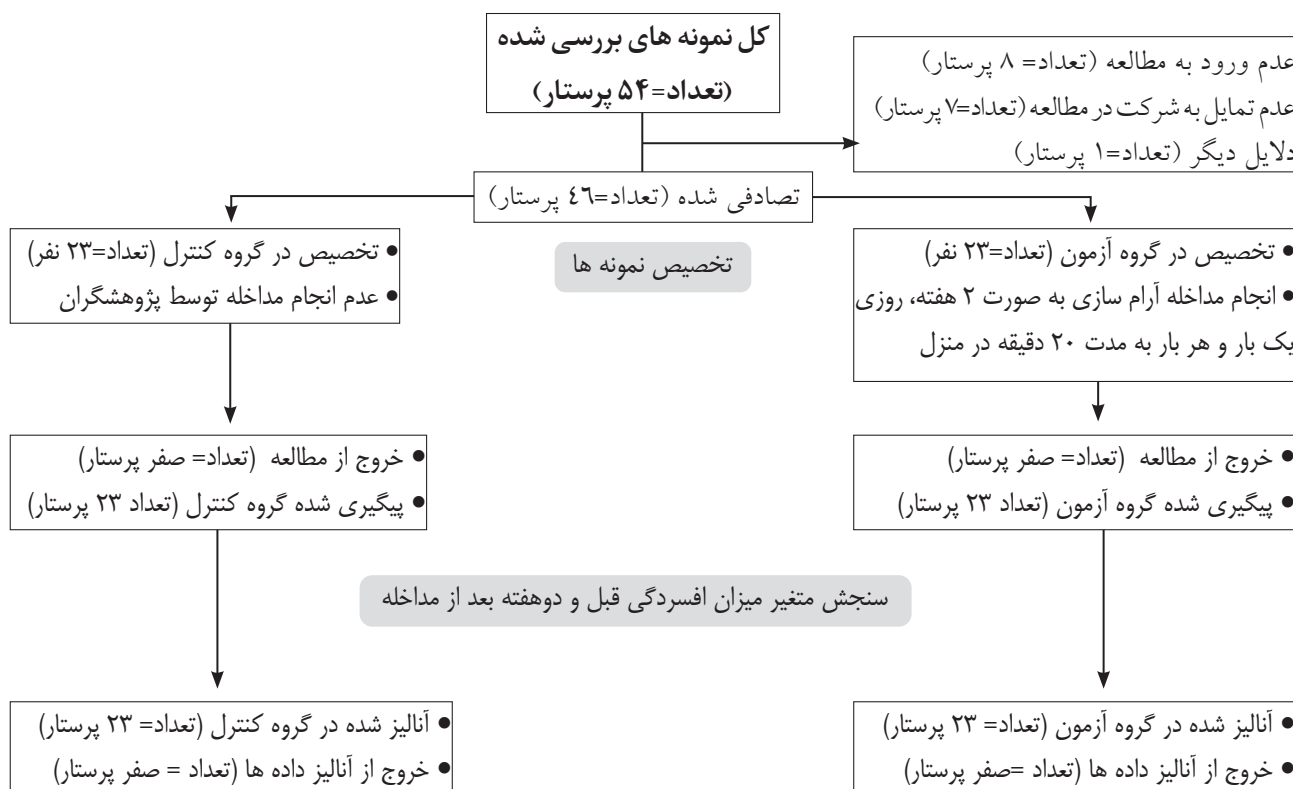 کل نمونه های بررسی شده
(تعداد=۵۴ پرستار)
عدم ورود به مطالعه (تعداد= ۸ پرستار)
عدم تمایل به شرکت در مطالعه (تعداد=۷ پرستار)
دلایل دیگر (تعداد=۱ پرستار)
تصادفی شده (تعداد=٤٦ پرستار)
تخصیص نمونه ها
● تخصیص در گروه آزمون (تعداد=۲۳ نفر)
● انجام مداخله آرام سازی به صورت ۲ هفته، روزی
یک بار و هر بار به مدت ۲۰ دقیقه در منزل
● تخصیص در گروه کنترل (تعداد=۲۳ نفر)
● عدم انجام مداخله توسط پژوهشگران
● خروج از مطالعه (تعداد= صفر پرستار)
● پیگیری شده گروه آزمون (تعداد ۲۳ پرستار)
● خروج از مطالعه (تعداد= صفر پرستار)
● پیگیری شده گروه کنترل (تعداد ۲۳ پرستار)
سنجش متغیر میزان افسردگی قبل و دوهفته بعد از مداخله
● آنالیز شده در گروه آزمون (تعداد= ۲۳ پرستار)
● خروج از آنالیز داده ها (تعداد =صفر پرستار)
● آنالیز شده در گروه کنترل (تعداد= ۲۳ پرستار)
● خروج از آنالیز داده ها (تعداد = صفر پرستار)